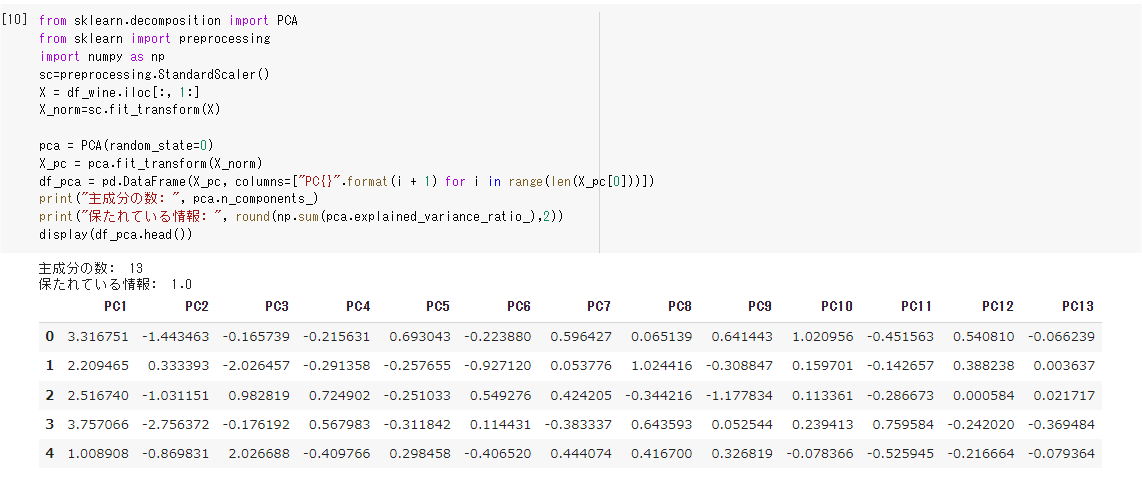 [10] from sklearn.decomposition import PCA
from sklearn import preprocessing
import numpy as np
sc=preprocessing.StandardScaler()
X = df_wine.iloc[:, 1:]
X_norm=sc.fit_transform(X)
pca = PCA(random_state=0)
X_pc = pca.fit_transform(X_norm)
df_pca = pd.DataFrame(X_pc, columns=["PC{}".format(i + 1) for i in range(len(X_pc[0]))])
print("主成分の数: ", pca.n_components_)
print("保たれている情報: ", round(np.sum(pca.explained_variance_ratio_),2))
display(df_pca.head())
主成分の数:  13
保たれている情報:  1.0
PC1 PC2 PC3 PC4 PC5 PC6 PC7 PC8 PC9 PC10 PC11 PC12 PC13
0 3.316751 -1.443463 -0.165739 -0.215631 0.693043 -0.223880 0.596427 0.065139 0.641443 1.020956 -0.451563 0.540810 -0.066239
1 2.209465 0.333393 -2.026457 -0.291358 -0.257655 -0.927120 0.053776 1.024416 -0.308847 0.159701 -0.142657 0.388238 0.003637
2 2.516740 -1.031151 0.982819 0.724902 -0.251033 0.549276 0.424205 -0.344216 -1.177834 0.113361 -0.286673 0.000584 0.021717
3 3.757066 -2.756372 -0.176192 0.567983 -0.311842 0.114431 -0.383337 0.643593 0.052544 0.239413 0.759584 -0.242020 -0.369484
4 1.008908 -0.869831 2.026688 -0.409766 0.298458 -0.406520 0.444074 0.416700 0.326819 -0.078366 -0.525945 -0.216664 -0.079364